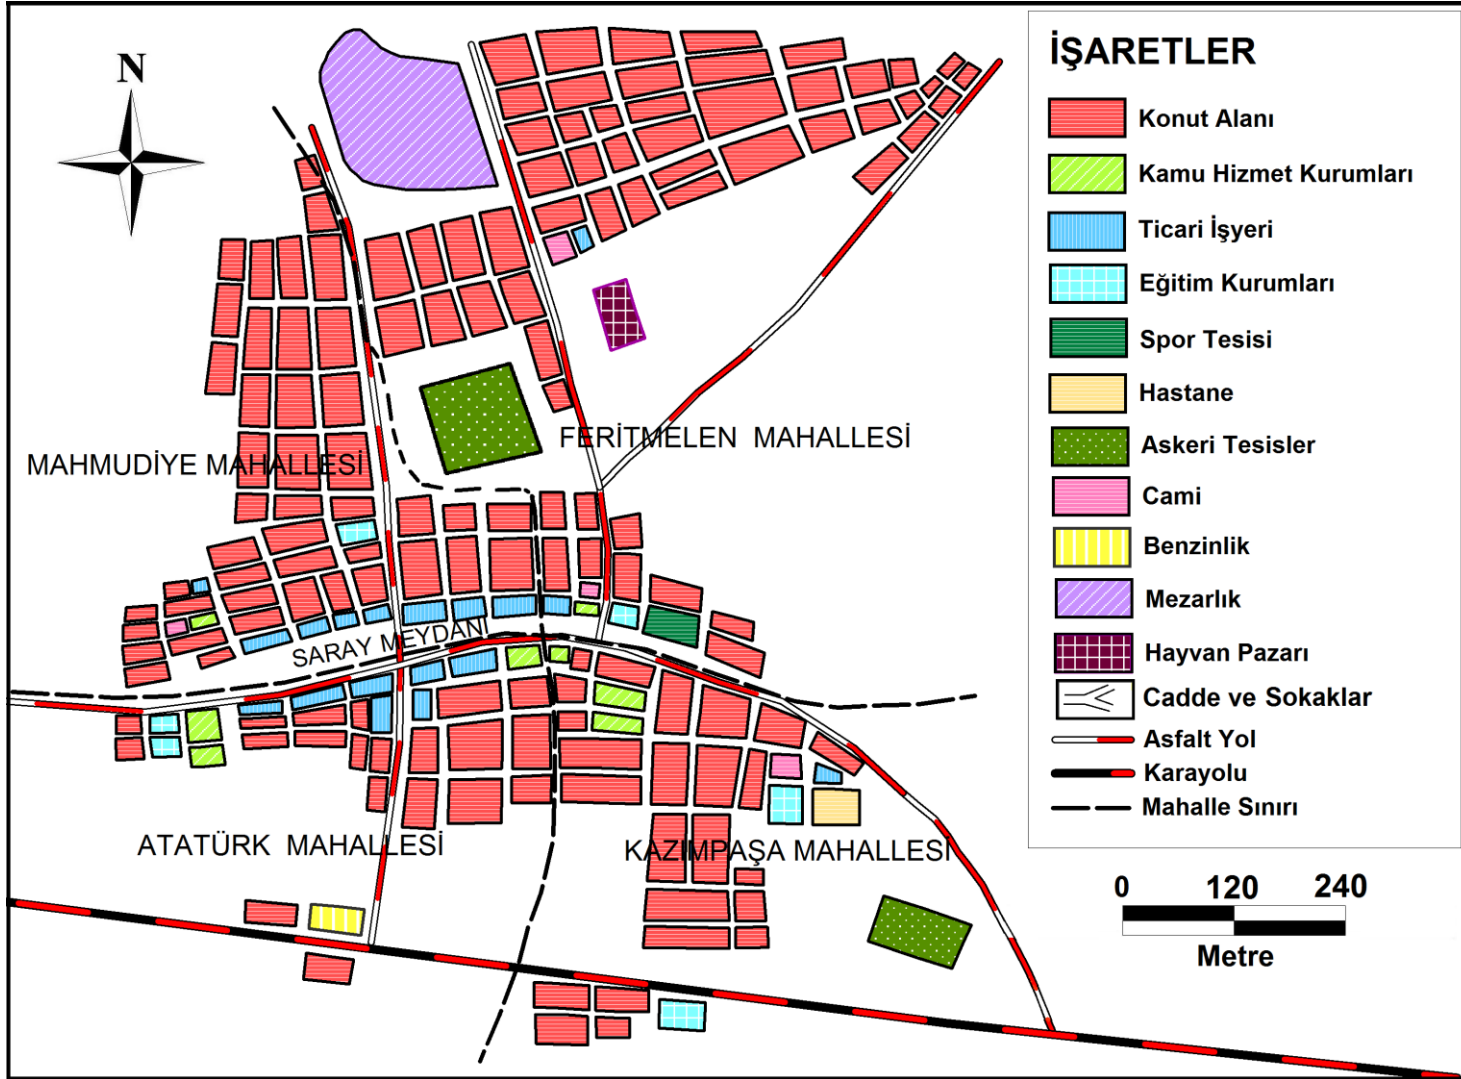 N
İŞARETLER
Konut Alanı
Kamu Hizmet Kurumları
Ticari İşyeri
Eğitim Kurumları
Spor Tesisi
Hastane
Askeri Tesisler
Cami
Benzinlik
Mezarlık
Hayvan Pazarı
Cadde ve Sokaklar
Asfalt Yol
Karayolu
Mahalle Sınırı
FERİTMELEN MAHALLESİ
MAHMUDİYE MAHALLESİ
SARAY MEYDANI
ATATÜRK MAHALLESİ
KAZIMPAŞA MAHALLESİ
0 120 240
Metre